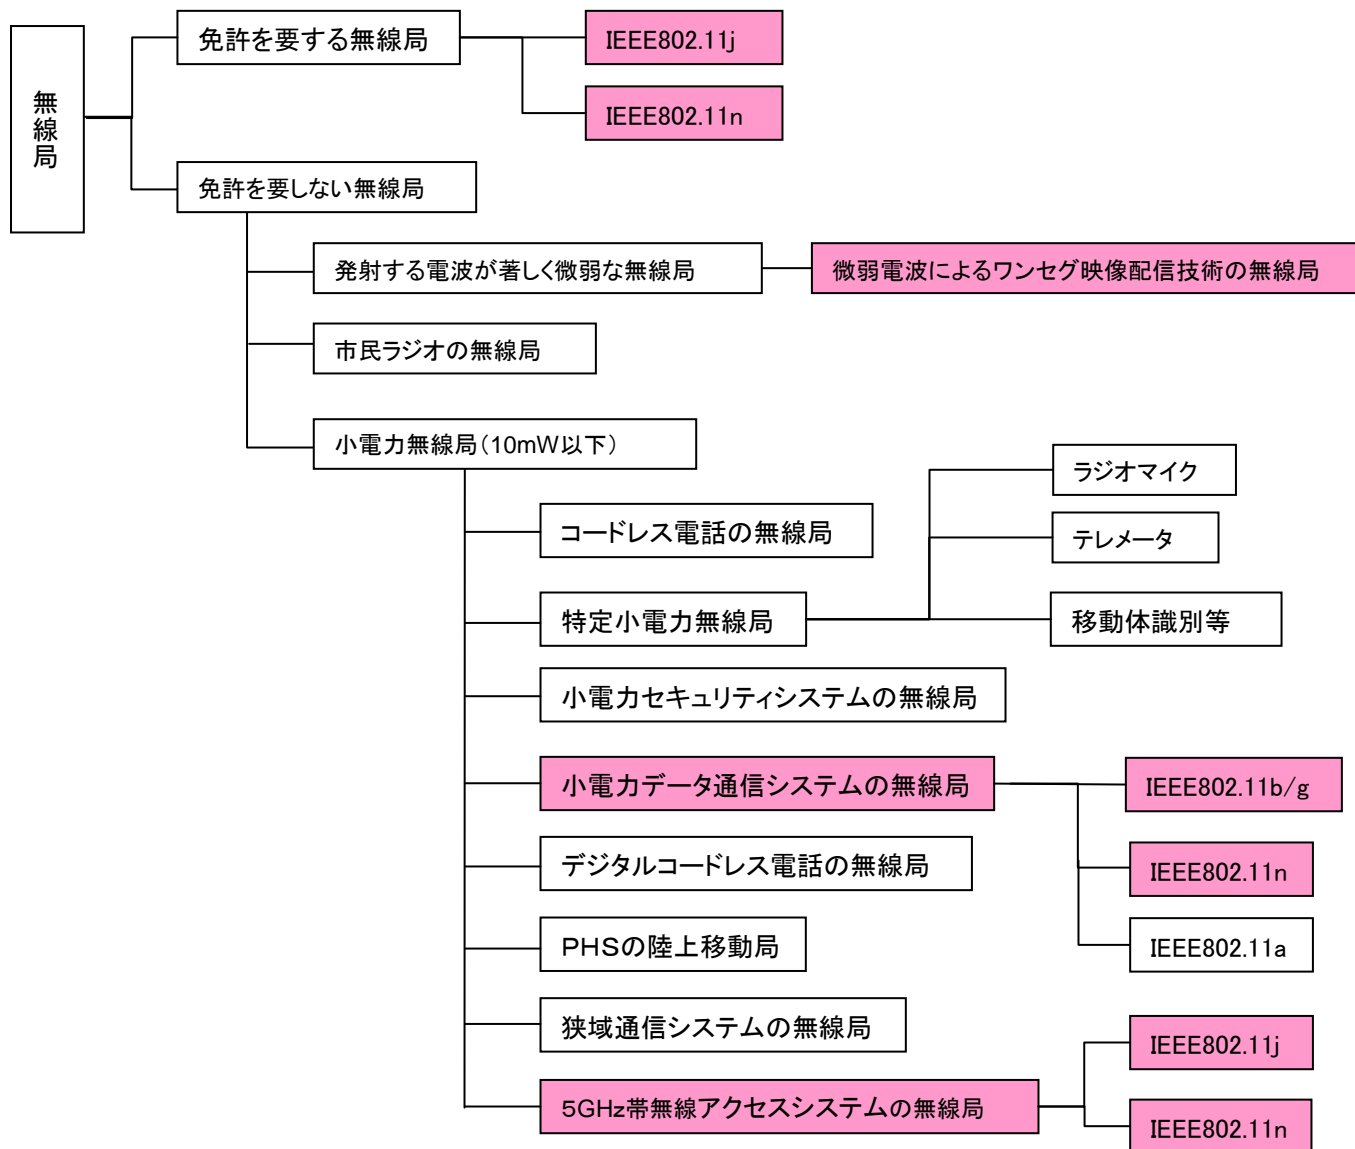 無線局
免許を要する無線局
IEEE802.11j
IEEE802.11n
免許を要しない無線局
発射する電波が著しく微弱な無線局
微弱電波によるワンセグ映像配信技術の無線局
市民ラジオの無線局
小電力無線局(10mW以下)
ラジオマイク
コードレス電話の無線局
テレメータ
特定小電力無線局
移動体識別等
小電力セキュリティシステムの無線局
小電力データ通信システムの無線局
IEEE802.11b/g
デジタルコードレス電話の無線局
IEEE802.11n
PHSの陸上移動局
IEEE802.11a
狭域通信システムの無線局
IEEE802.11j
5GHz帯無線アクセスシステムの無線局
IEEE802.11n